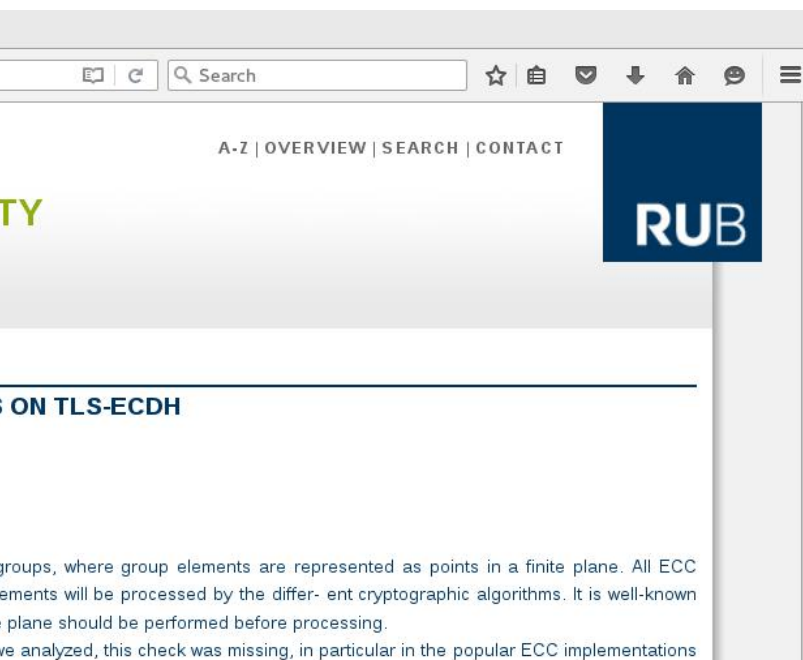 Search
A-Z | OVERVIEW | SEARCH | CONTACT
TY
RUB
S ON TLS-ECDH
groups, where group elements are represented as points in a finite plane. All ECC
ements will be processed by the differ- ent cryptographic algorithms. It is well-known
e plane should be performed before processing.
we analyzed, this check was missing, in particular in the popular ECC implementations